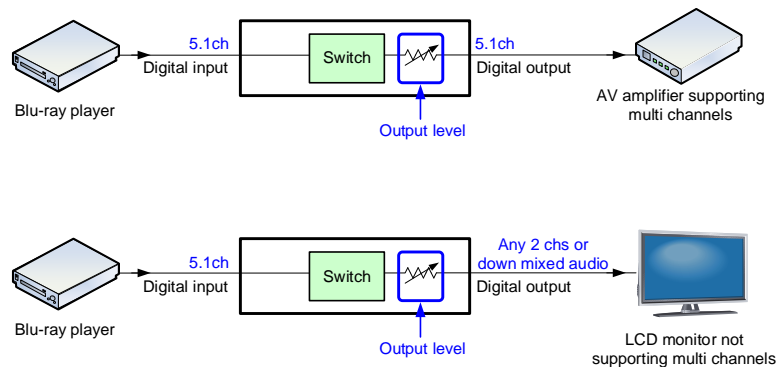 5.1ch
Digital input
Switch
5.1ch
Digital output
Blu-ray player
Output level
AV amplifier supporting
multi channels
5.1ch
Digital input
Switch
Any 2 chs or
down mixed audio
Digital output
Blu-ray player
Output level
LCD monitor not
supporting multi channels